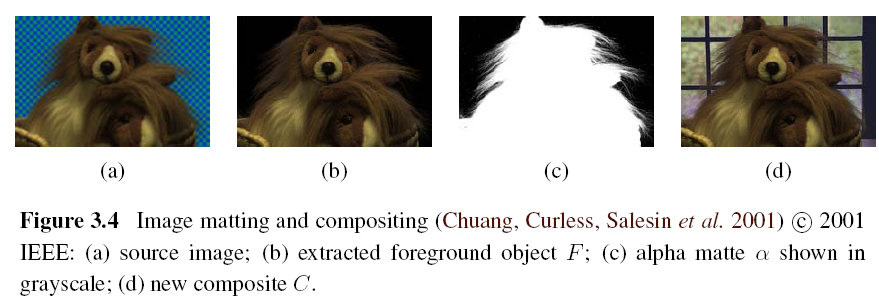 (a) (b) (c) (d)
Figure 3.4 Image matting and compositing (Chuang, Curless, Salesin et al. 2001) © 2001
IEEE: (a) source image; (b) extracted foreground object F; (c) alpha matte α shown in
grayscale; (d) new composite C.